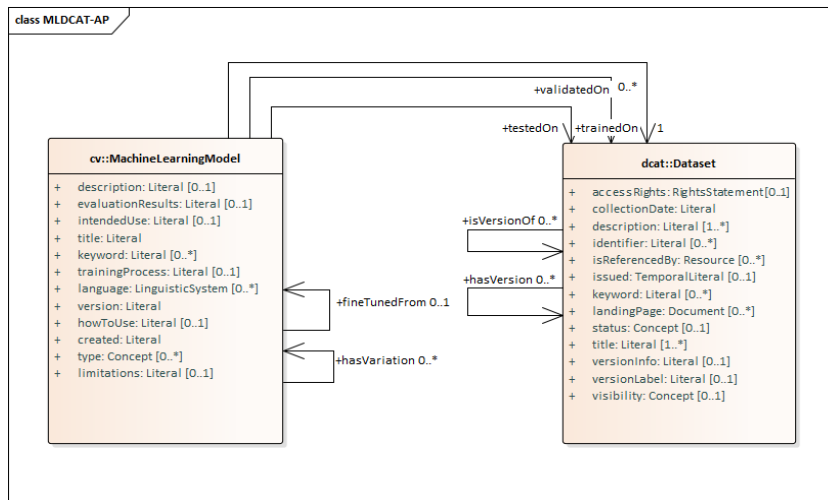 class MLDCAT-AP
+validatedOn 0..*
+testedOn +trainedOn 1
cv::MachineLearningModel
+ description: Literal [0..1]
+ evaluationResults: Literal [0..1]
+ intendedUse: Literal [0..1]
+ title: Literal
+ keyword: Literal [0..*]
+ trainingProcess: Literal [0..1]
+ language: LinguisticSystem [0..*]
+ version: Literal
+ howToUse: Literal [0..1]
+ created: Literal
+ type: Concept [0..*]
+ limitations: Literal [0..1]
+fineTunedFrom 0..1
+hasVariation 0..*
+isVersionOf 0..*
+hasVersion 0..*
dcat::Dataset
+ accessRights: RightsStatement[0..1]
+ collectionDate: Literal
+ description: Literal [1..*]
+ identifier: Literal [0..*]
+ isReferencedBy: Resource [0..*]
+ issued: TemporalLiteral [0..1]
+ keyword: Literal [0..*]
+ landingPage: Document [0..*]
+ status: Concept [0..1]
+ title: Literal [1..*]
+ versionInfo: Literal [0..1]
+ versionLabel: Literal [0..1]
+ visibility: Concept [0..1]